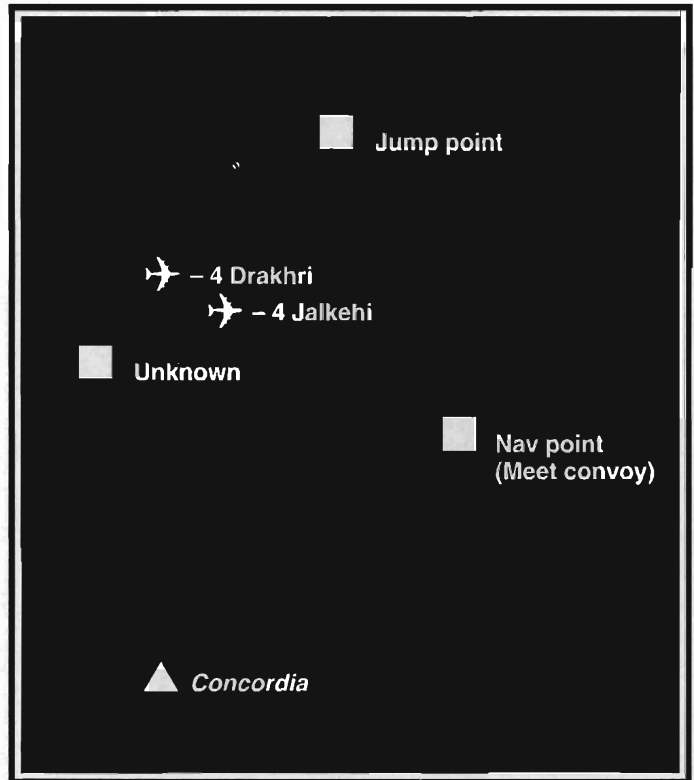 Jump point
– 4 Drakhri
– 4 Jalkehi
Unknown
Nav point
(Meet convoy)
Concordia